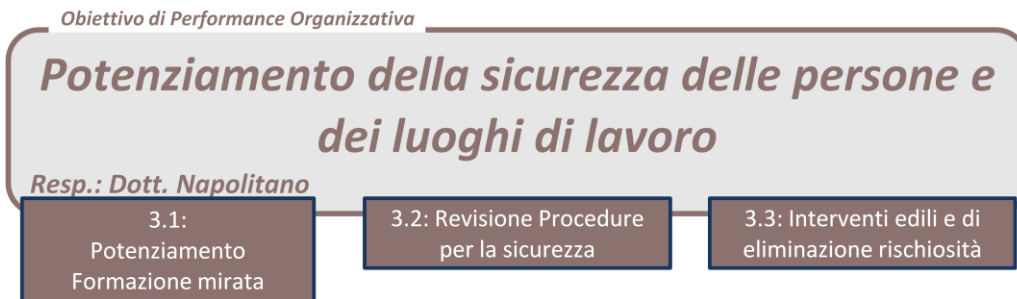 Obiettivo di Performance Organizzativa
Potenziamento della sicurezza delle persone e
dei luoghi di lavoro
Resp.: Dott. Napolitano
3.1:
Potenziamento
Formazione mirata
3.2: Revisione Procedure
per la sicurezza
3.3: Interventi edili e di
eliminazione rischiosità